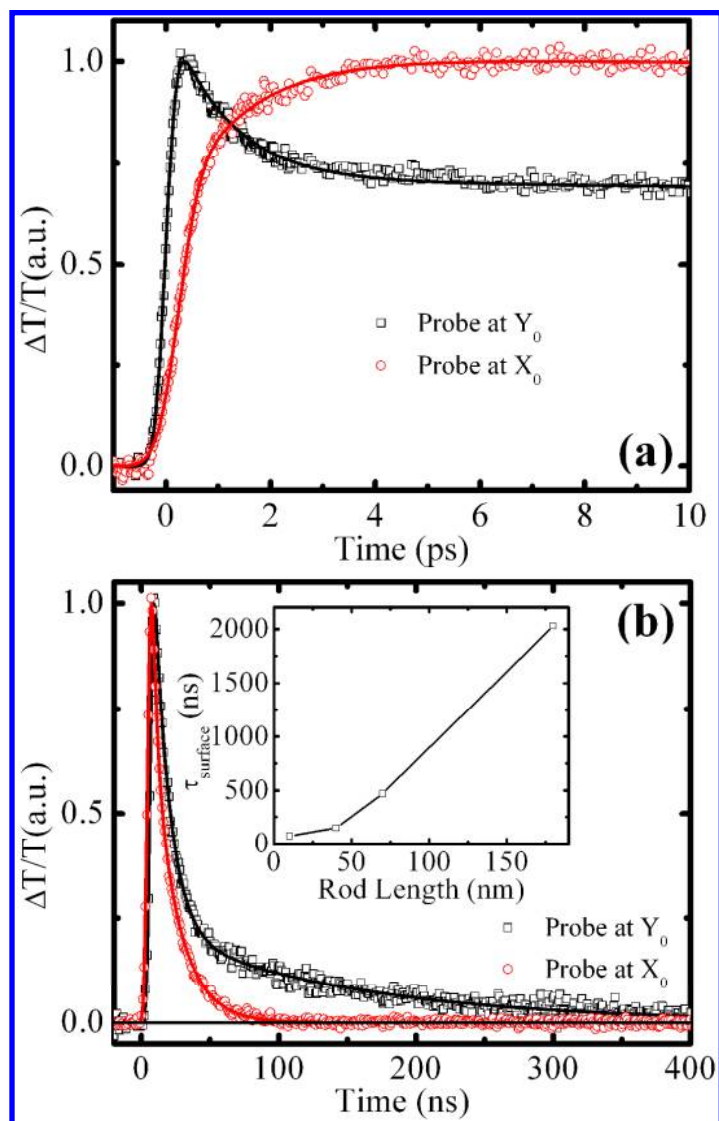 ΔT/T(a.u.)
1.0
0.5
0.0
Probe at Y₀
Probe at X₀
(a)
0 2 4 6 8 10
Time (ps)
ΔT/T(a.u.)
1.0
0.5
0.0
(b)
τsurface (ns)
2000
1500
1000
500
0
0 50 100 150
Rod Length (nm)
Probe at Y₀
Probe at X₀
0 100 200 300 400
Time (ns)